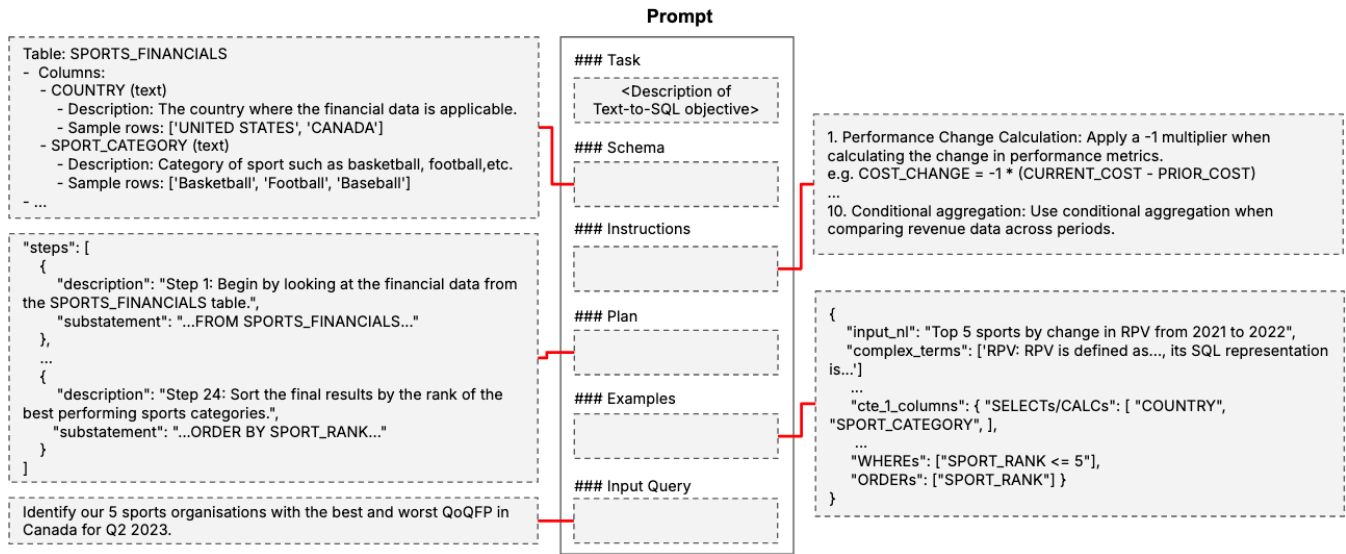 Prompt
Table: SPORTS_FINANCIALS
- Columns:
- COUNTRY (text)
- Description: The country where the financial data is applicable.
- Sample rows: ['UNITED STATES', 'CANADA']
- SPORT_CATEGORY (text)
- Description: Category of sport such as basketball, football,etc.
- Sample rows: ['Basketball', 'Football', 'Baseball']
- ...
"steps": [
{
"description": "Step 1: Begin by looking at the financial data from
the SPORTS_FINANCIALS table.",
"substatement": "...FROM SPORTS_FINANCIALS..."
},
...
{
"description": "Step 24: Sort the final results by the rank of the
best performing sports categories.",
"substatement": "...ORDER BY SPORT_RANK..."
}
]
Identify our 5 sports organisations with the best and worst QoQFP in
Canada for Q2 2023.
### Task
<Description of
Text-to-SQL objective>
### Schema
### Instructions
### Plan
### Examples
### Input Query
1. Performance Change Calculation: Apply a -1 multiplier when
calculating the change in performance metrics.
e.g. COST_CHANGE = -1 * (CURRENT_COST - PRIOR_COST)
...
10. Conditional aggregation: Use conditional aggregation when
comparing revenue data across periods.
{
"input_nl": "Top 5 sports by change in RPV from 2021 to 2022",
"complex_terms": ['RPV: RPV is defined as..., its SQL representation
is...']
...
"cte_1_columns": { "SELECTs/CALCs": [ "COUNTRY",
"SPORT_CATEGORY", ],
...
"WHEREs": ["SPORT_RANK <= 5"],
"ORDERs": ["SPORT_RANK"] }
}